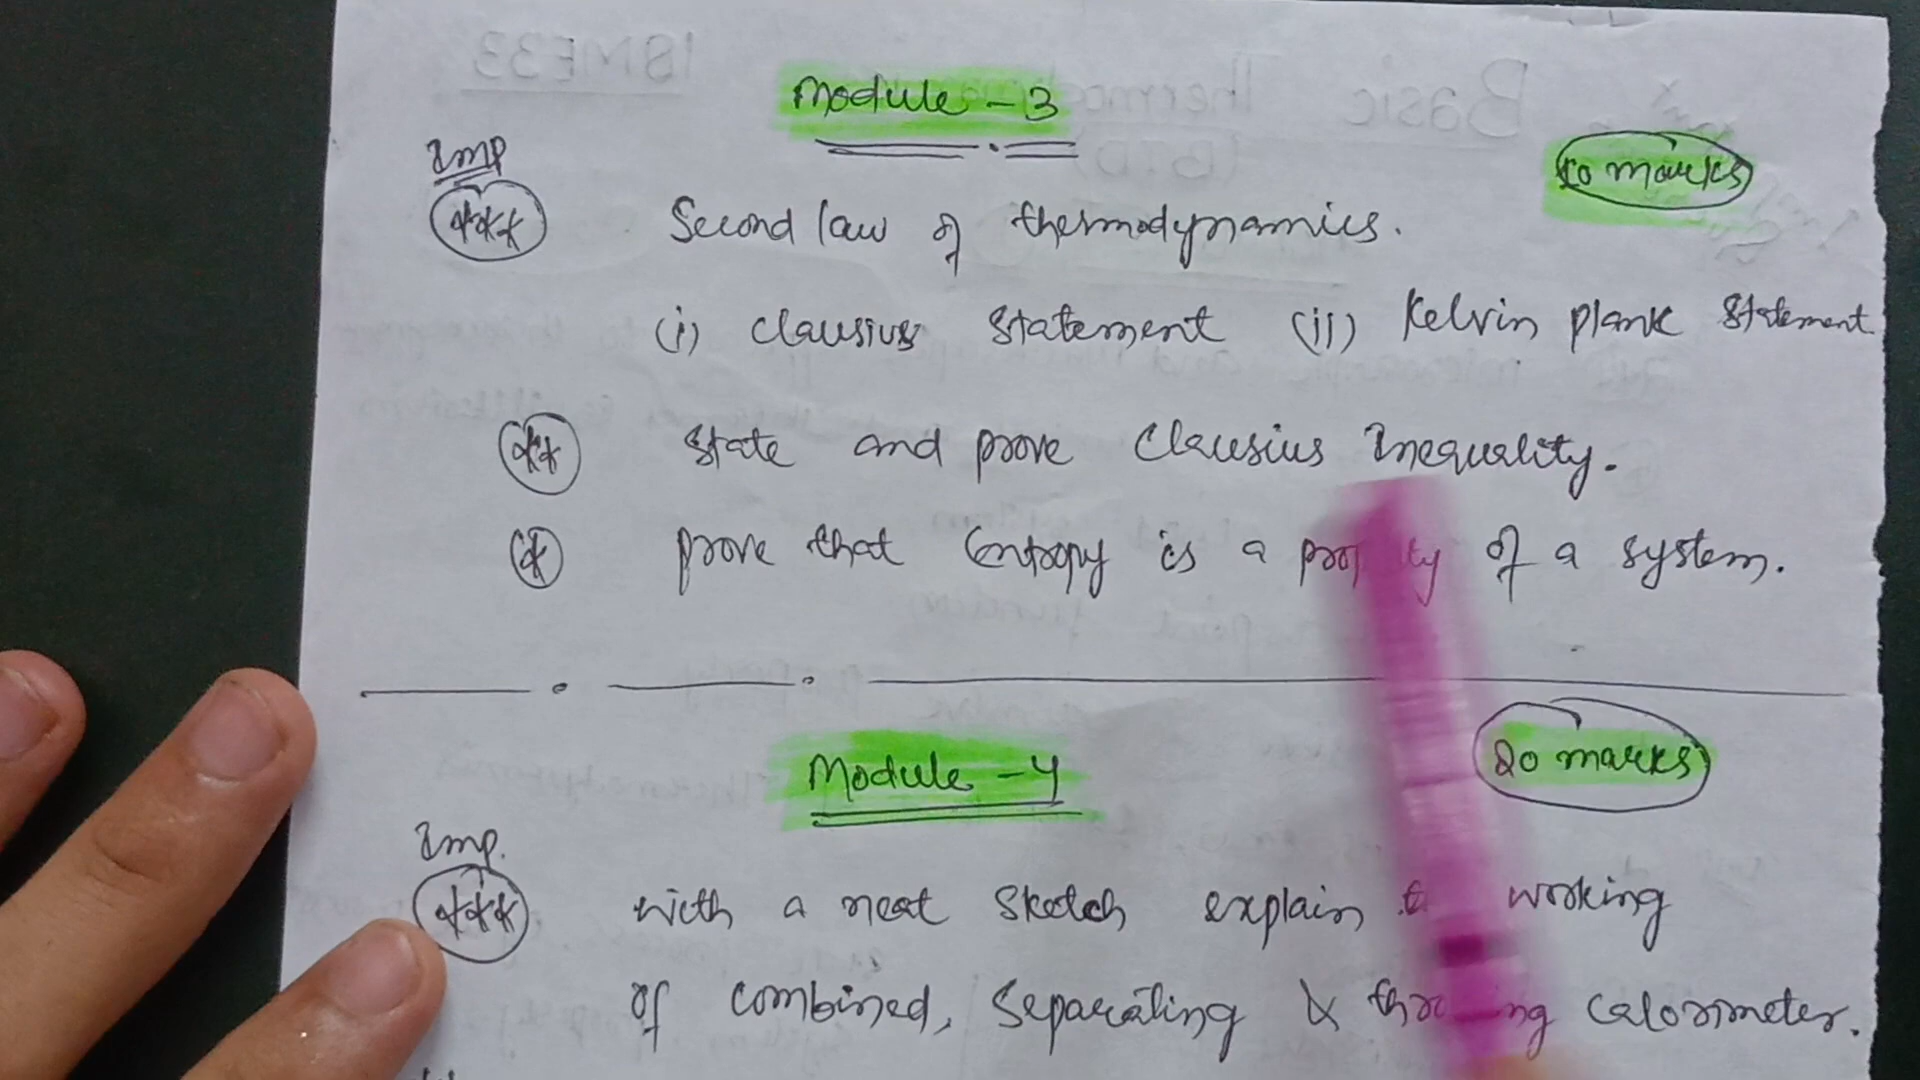 Module - 3
Imp
10 marks
*** Second law of thermodynamics.
(i) Clausius Statement (ii) Kelvin plank Statement
** State and prove Clausius Inequality.
* prove that Entropy is a of a system.
Module - 4
20 marks
Imp.
*** with a neat Sketch explain working
of combined, Separating & calorimeter.